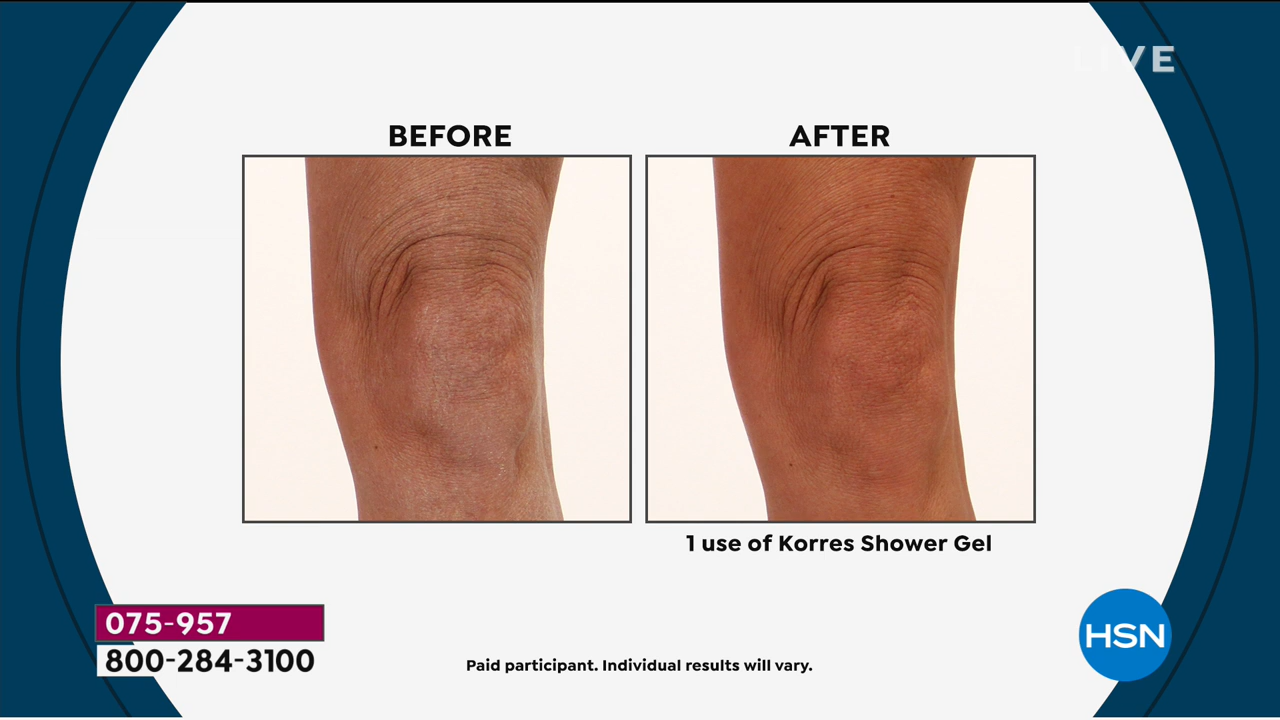 LIVE
BEFORE
AFTER
1 use of Korres Shower Gel
075-957
800-284-3100
Paid participant. Individual results will vary.
HSN